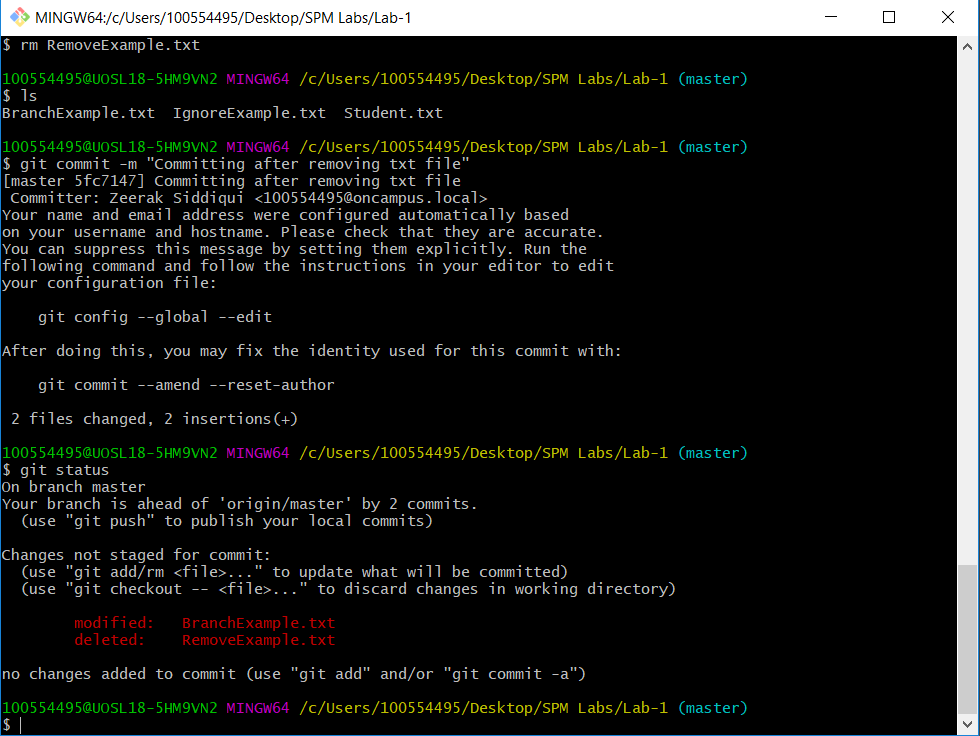 MINGW64:/c/Users/100554495/Desktop/SPM Labs/Lab-1
$ rm RemoveExample.txt
100554495@UOSL18-5HM9VN2 MINGW64 /c/Users/100554495/Desktop/SPM Labs/Lab-1 (master)
$ ls
BranchExample.txt  IgnoreExample.txt  Student.txt
100554495@UOSL18-5HM9VN2 MINGW64 /c/Users/100554495/Desktop/SPM Labs/Lab-1 (master)
$ git commit -m "Committing after removing txt file"
[master 5fc7147] Committing after removing txt file
 Committer: Zeerak Siddiqui <100554495@oncampus.local>
Your name and email address were configured automatically based
on your username and hostname. Please check that they are accurate.
You can suppress this message by setting them explicitly. Run the
following command and follow the instructions in your editor to edit
your configuration file:
    git config --global --edit
After doing this, you may fix the identity used for this commit with:
    git commit --amend --reset-author
 2 files changed, 2 insertions(+)
100554495@UOSL18-5HM9VN2 MINGW64 /c/Users/100554495/Desktop/SPM Labs/Lab-1 (master)
$ git status
On branch master
Your branch is ahead of 'origin/master' by 2 commits.
  (use "git push" to publish your local commits)
Changes not staged for commit:
  (use "git add/rm <file>..." to update what will be committed)
  (use "git checkout -- <file>..." to discard changes in working directory)
        modified:   BranchExample.txt
        deleted:    RemoveExample.txt
no changes added to commit (use "git add" and/or "git commit -a")
100554495@UOSL18-5HM9VN2 MINGW64 /c/Users/100554495/Desktop/SPM Labs/Lab-1 (master)
$